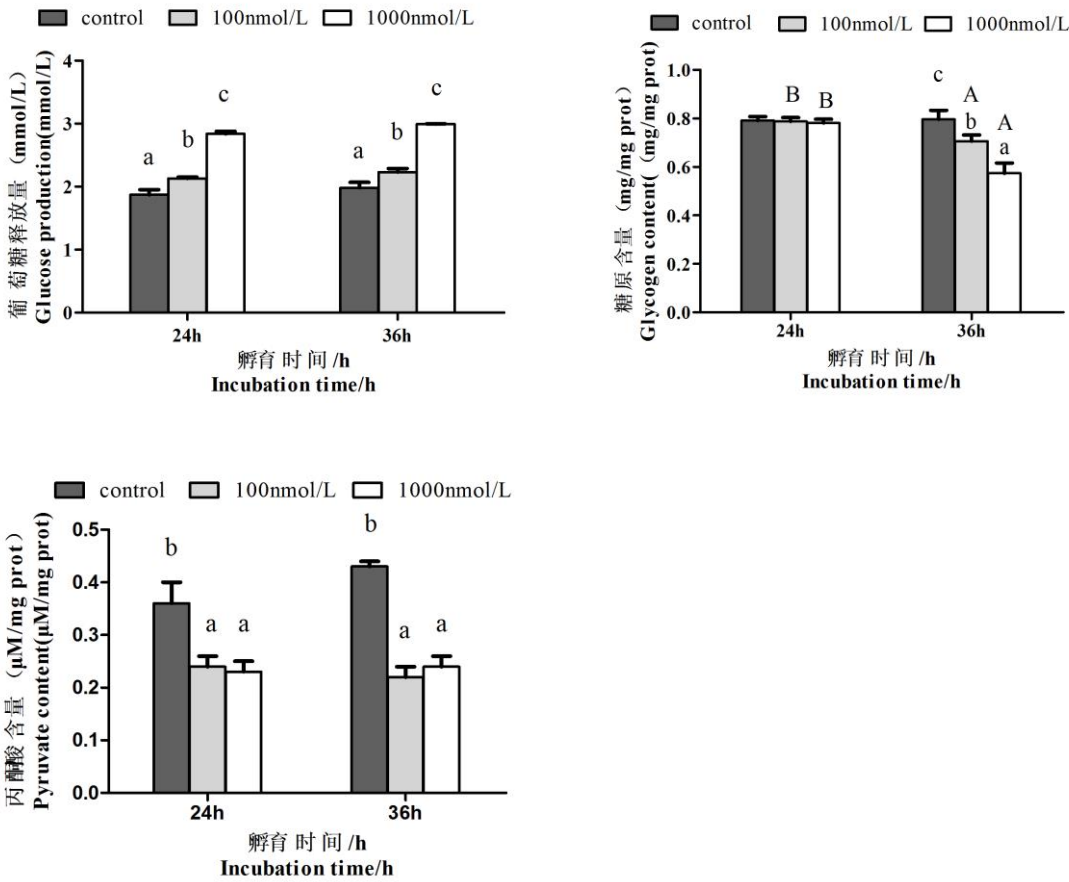 control 100nmol/L 1000nmol/L
葡萄糖释放量（mmol/L）
Glucose production(mmol/L)
4
3
2
1
0
a b c
a b c
24h 36h
孵育时间/h
Incubation time/h
control 100nmol/L 1000nmol/L
糖原含量（mg/mg prot）
Glycogen content(（mg/mg prot)
1.0
0.8
0.6
0.4
0.2
0.0
B B
c
A
b
A
a
24h 36h
孵育时间/h
Incubation time/h
control 100nmol/L 1000nmol/L
丙酮酸含量（μM/mg prot）
Pyruvate content(μM/mg prot)
0.5
0.4
0.3
0.2
0.1
0.0
b a a
b a a
24h 36h
孵育时间/h
Incubation time/h